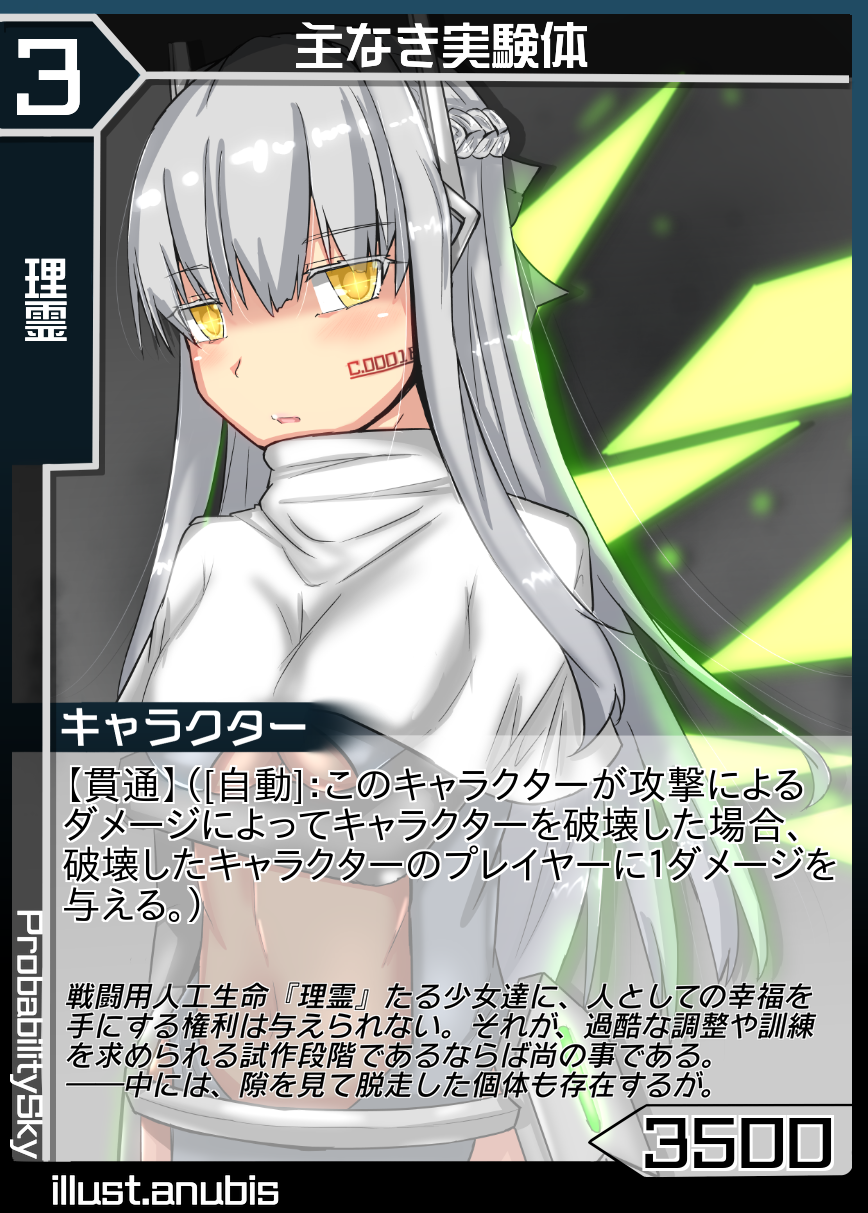 3
主なき実験体
理霊
C.00018
キャラクター
【貫通】([自動]:このキャラクターが攻撃による
ダメージによってキャラクターを破壊した場合、
破壊したキャラクターのプレイヤーに1ダメージを
与える。)
戦闘用人工生命『理霊』たる少女達に、人としての幸福を
手にする権利は与えられない。それが、過酷な調整や訓練
を求められる試作段階であるならば尚の事である。
――中には、隙を見て脱走した個体も存在するが。
ProbabilitySky
3500
illust.anubis